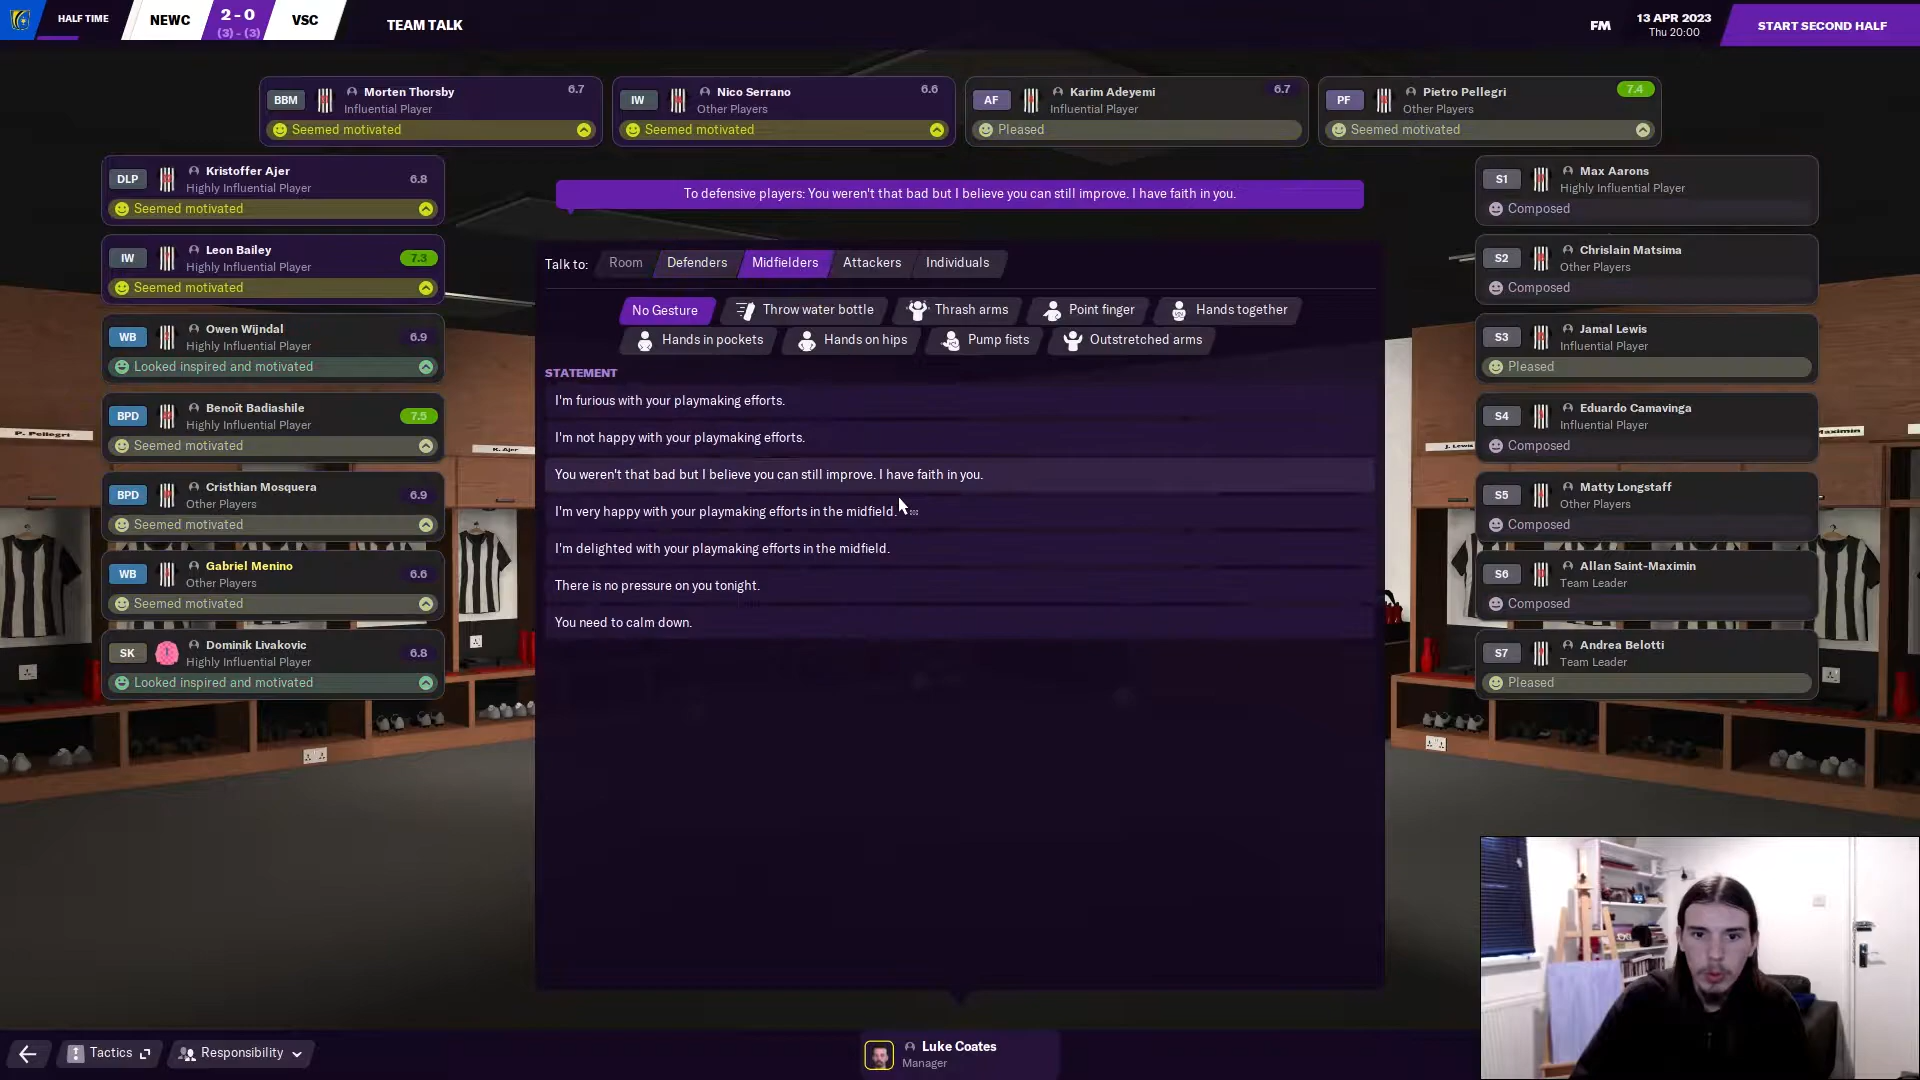 HALF TIME
NEWC
2 - 0
(3) - (3)
VSC
TEAM TALK
FM
13 APR 2023
Thu 20:00
START SECOND HALF
BBM
Morten Thorsby
Influential Player
6.7
Seemed motivated
IW
Nico Serrano
Other Players
6.6
Seemed motivated
AF
Karim Adeyemi
Influential Player
6.7
Pleased
PF
Pietro Pellegri
Other Players
7.4
Seemed motivated
DLP
Kristoffer Ajer
Highly Influential Player
6.8
Seemed motivated
IW
Leon Bailey
Highly Influential Player
7.3
Seemed motivated
WB
Owen Wijndal
Highly Influential Player
6.9
Looked inspired and motivated
BPD
Benoît Badiashile
Highly Influential Player
7.5
Seemed motivated
BPD
Cristhian Mosquera
Other Players
6.9
Seemed motivated
WB
Gabriel Menino
Other Players
6.6
Seemed motivated
SK
Dominik Livakovic
Highly Influential Player
6.8
Looked inspired and motivated
To defensive players: You weren't that bad but I believe you can still improve. I have faith in you.
Talk to:
Room
Defenders
Midfielders
Attackers
Individuals
No Gesture
Throw water bottle
Thrash arms
Point finger
Hands together
Hands in pockets
Hands on hips
Pump fists
Outstretched arms
STATEMENT
I'm furious with your playmaking efforts.
I'm not happy with your playmaking efforts.
You weren't that bad but I believe you can still improve. I have faith in you.
I'm very happy with your playmaking efforts in the midfield.
I'm delighted with your playmaking efforts in the midfield.
There is no pressure on you tonight.
You need to calm down.
S1
Max Aarons
Highly Influential Player
Composed
S2
Chrislain Matsima
Other Players
Composed
S3
Jamal Lewis
Influential Player
Pleased
S4
Eduardo Camavinga
Influential Player
Composed
S5
Matty Longstaff
Other Players
Composed
S6
Allan Saint-Maximin
Team Leader
Composed
S7
Andrea Belotti
Team Leader
Pleased
P. Pellegri
K. Ajer
J. Lewis
Maximin
Tactics
Responsibility
Luke Coates
Manager